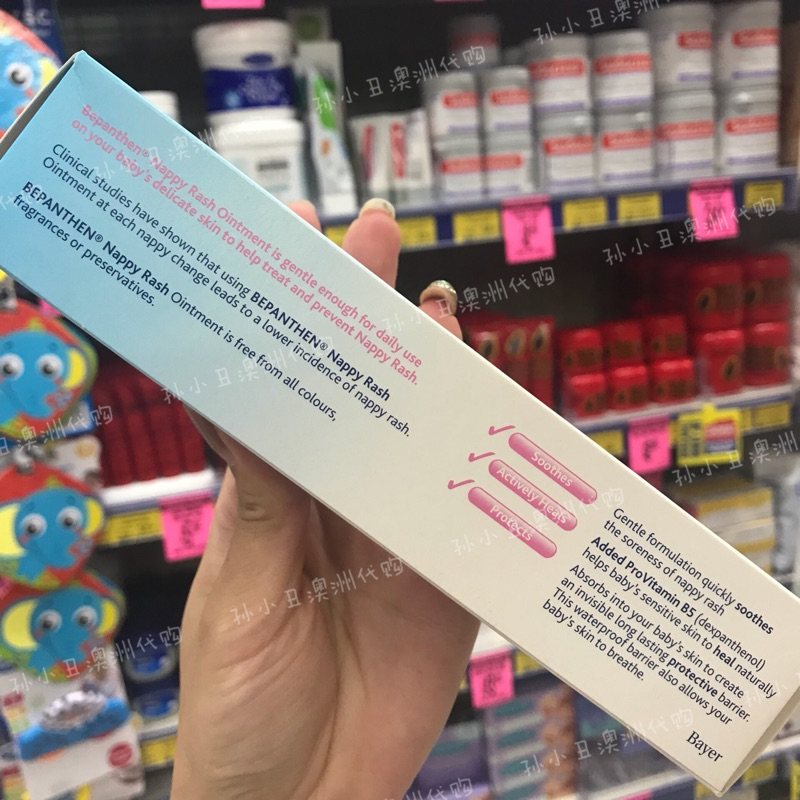 Bepanthen® Nappy Rash Ointment is gentle enough for daily use
on your baby's delicate skin to help treat and prevent Nappy Rash.
Clinical studies have shown that using BEPANTHEN® Nappy Rash
Ointment at each nappy change leads to a lower incidence of nappy rash.
BEPANTHEN® Nappy Rash Ointment is free from all colours,
fragrances or preservatives.
Soothes
Actively Heals
Protects
Gentle formulation quickly soothes
the soreness of nappy rash
Added ProVitamin B5 (dexpanthenol)
helps baby's sensitive skin to heal naturally
Absorbs into your baby's skin to create
an invisible long lasting protective barrier.
This waterproof barrier also allows your
baby's skin to breathe.
Bayer
孙小丑澳洲代购